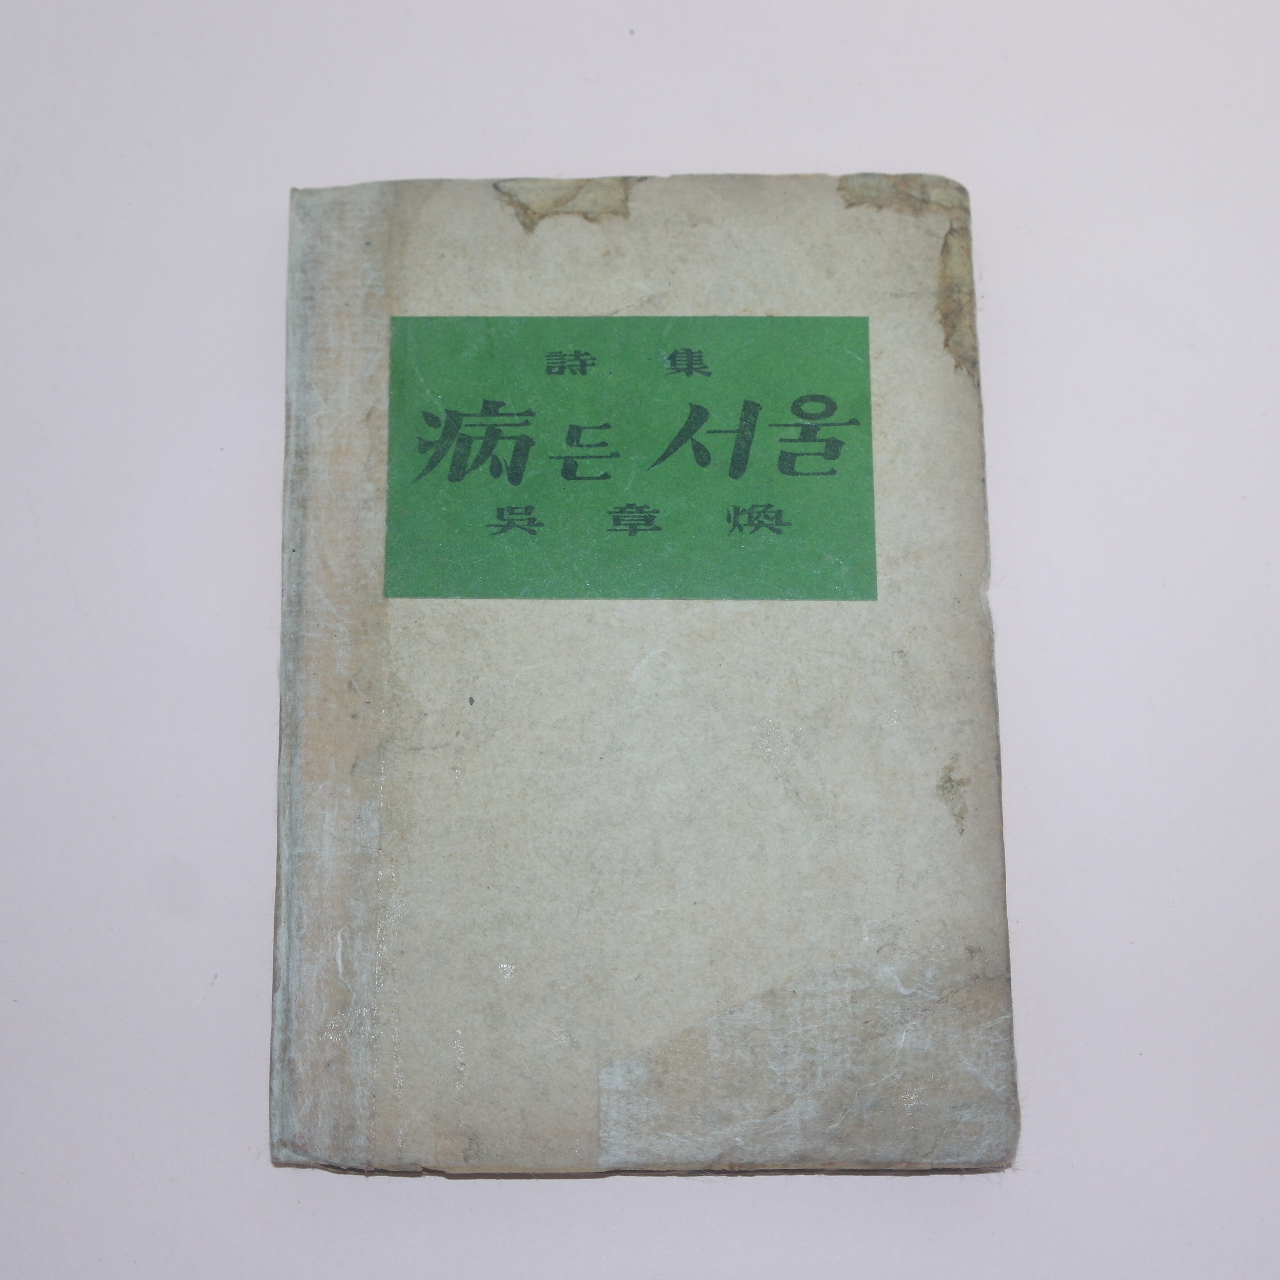 詩集
病든 서울
吳章煥